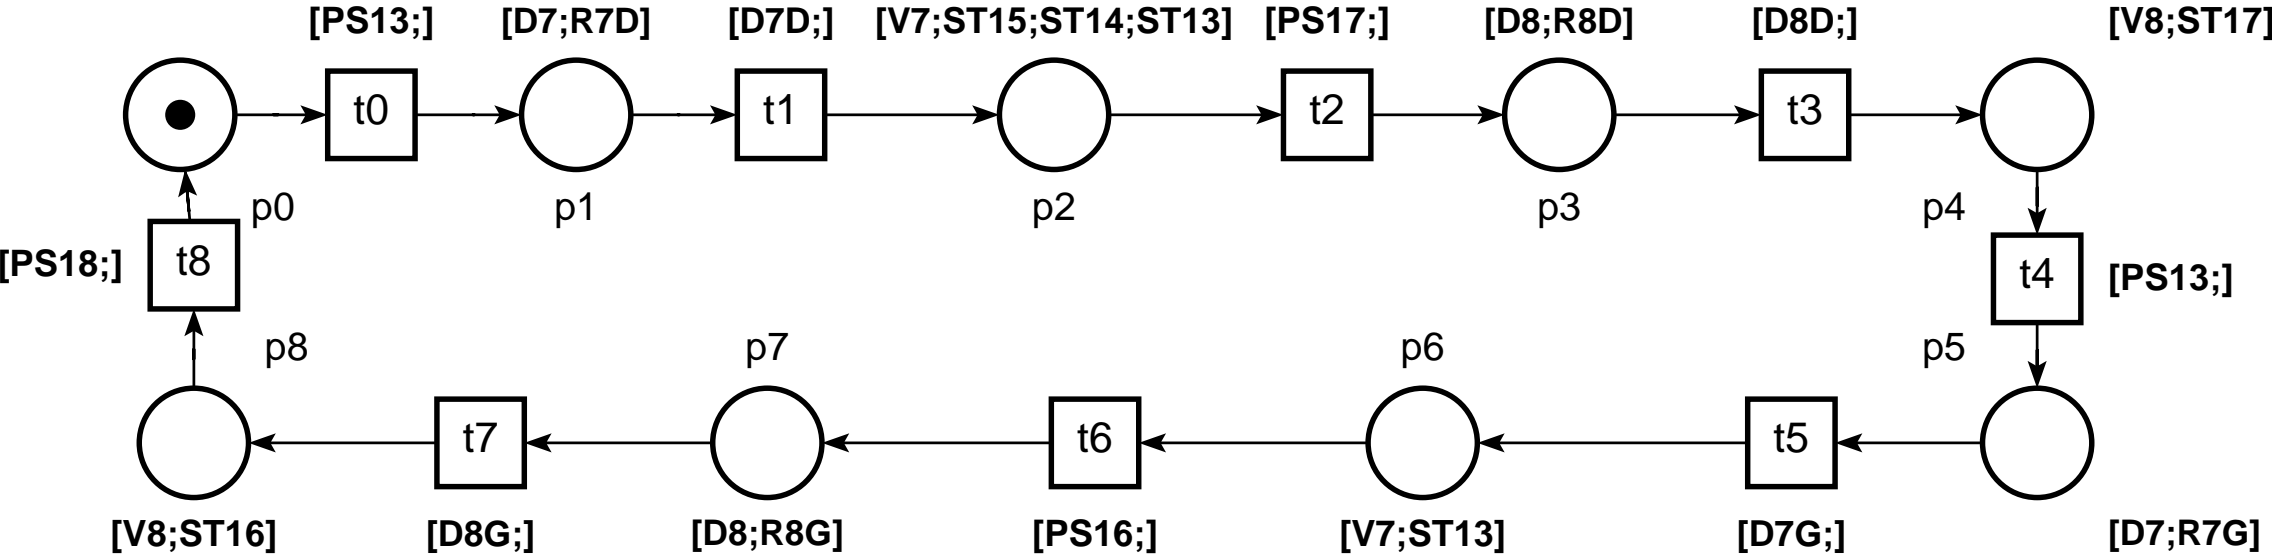 [PS13;] [D7;R7D] [D7D;] [V7;ST15;ST14;ST13] [PS17;] [D8;R8D] [D8D;] [V8;ST17]
t0 t1 t2 t3
p0 p1 p2 p3 p4
[PS18;] t8 t4 [PS13;]
p8 p7 p6 p5
t7 t6 t5
[V8;ST16] [D8G;] [D8;R8G] [PS16;] [V7;ST13] [D7G;] [D7;R7G]